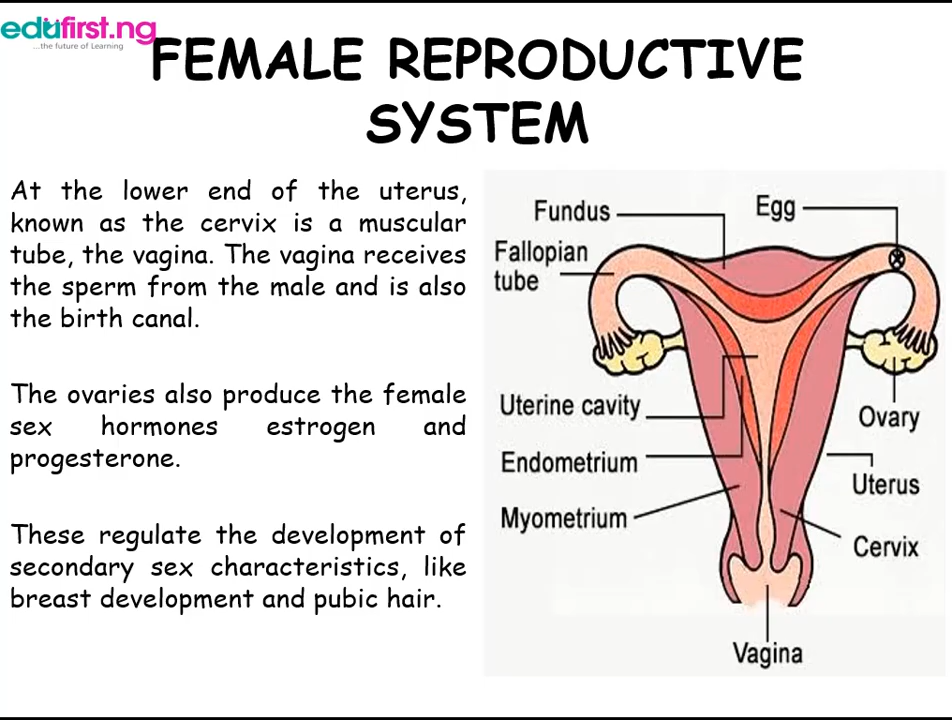 edufirst.ng
...the future of Learning
FEMALE REPRODUCTIVE
SYSTEM
At the lower end of the uterus,
known as the cervix is a muscular
tube, the vagina. The vagina receives
the sperm from the male and is also
the birth canal.
The ovaries also produce the female
sex hormones estrogen and
progesterone.
These regulate the development of
secondary sex characteristics, like
breast development and pubic hair.
Fundus
Egg
Fallopian
tube
Uterine cavity
Ovary
Endometrium
Uterus
Myometrium
Cervix
Vagina